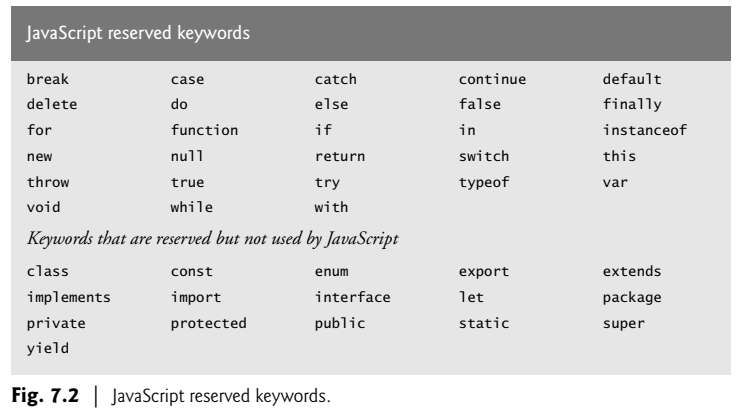 JavaScript reserved keywords
break case catch continue default
delete do else false finally
for function if in instanceof
new null return switch this
throw true try typeof var
void while with
Keywords that are reserved but not used by JavaScript
class const enum export extends
implements import interface let package
private protected public static super
yield
Fig. 7.2 | JavaScript reserved keywords.